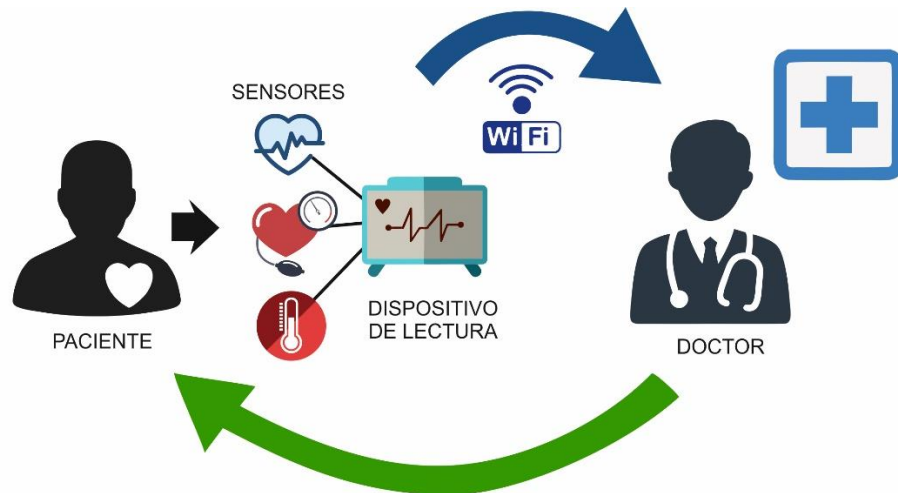 SENSORES
WiFi
PACIENTE
DISPOSITIVO
DE LECTURA
DOCTOR